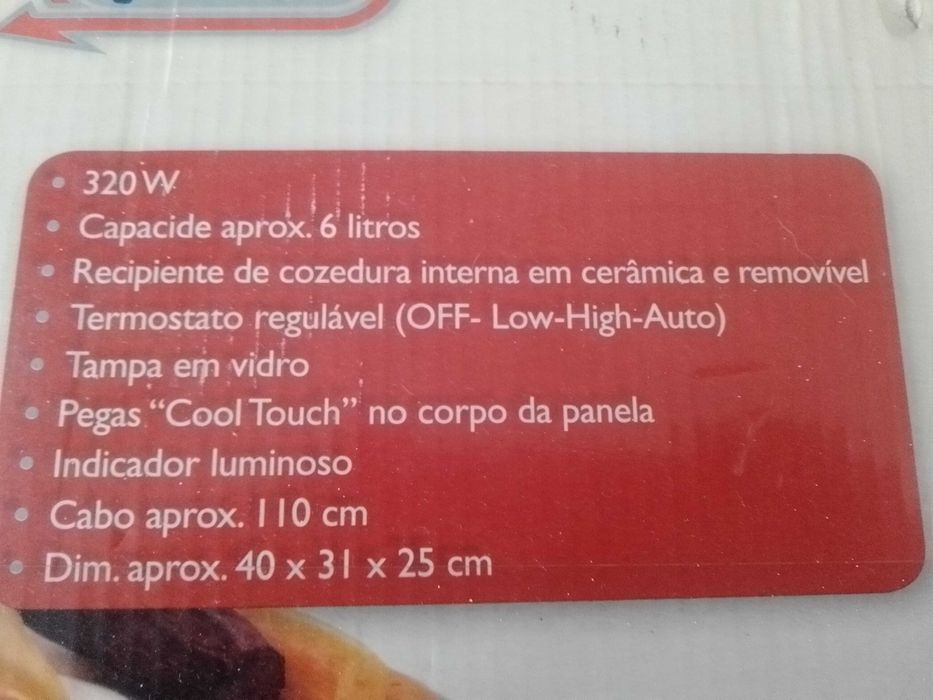 • 320 W
• Capacide aprox. 6 litros
• Recipiente de cozedura interna em cerâmica e removível
• Termostato regulável (OFF- Low-High-Auto)
• Tampa em vidro
• Pegas “Cool Touch” no corpo da panela
• Indicador luminoso
• Cabo aprox. 110 cm
• Dim. aprox. 40 x 31 x 25 cm